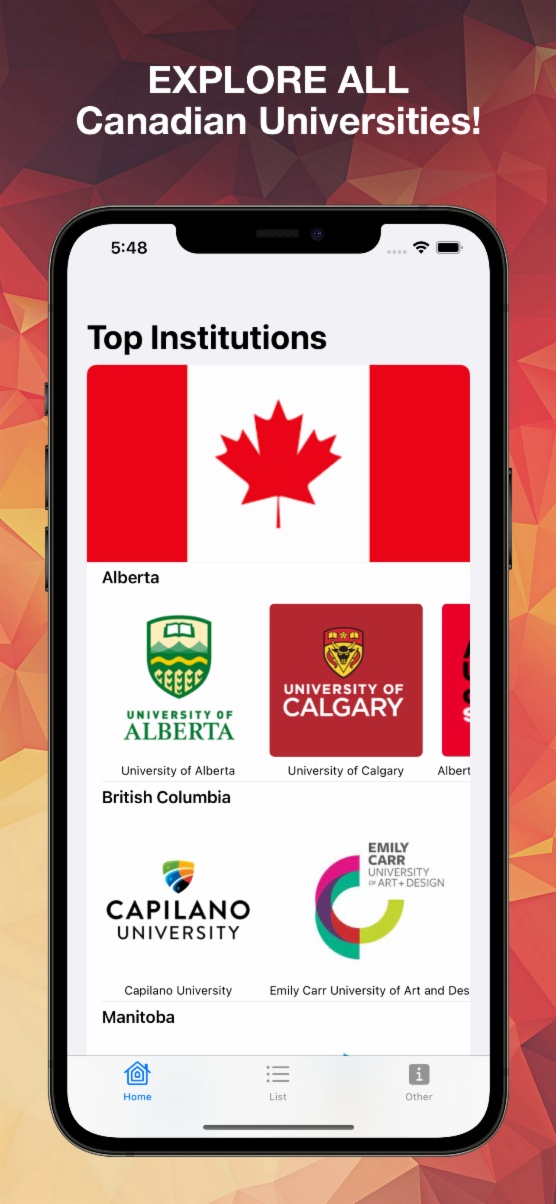 EXPLORE ALL
Canadian Universities!
5:48
Top Institutions
Alberta
UNIVERSITY OF
ALBERTA
UNIVERSITY OF
CALGARY
University of Alberta
University of Calgary
Albert
British Columbia
CAPILANO
UNIVERSITY
EMILY
CARR
UNIVERSITY
OF ART + DESIGN
Capilano University
Emily Carr University of Art and Des
Manitoba
Home
List
Other